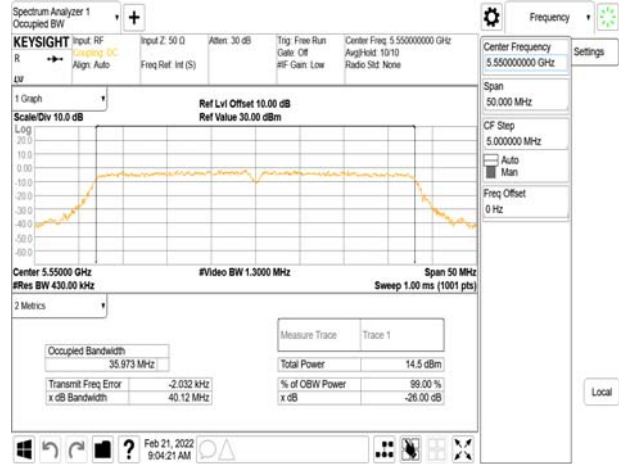 Spectrum Analyzer 1
Occupied BW
Frequency
KEYSIGHT
Input: RF
Coupling: DC
Align: Auto
Input Z: 50 Ω
Freq Ref: Int (S)
Atten: 30 dB
Trig: Free Run
Gate: Off
#IF Gain: Low
Center Freq: 5.550000000 GHz
Avg|Hold: 10/10
Radio Std: None
R
LVI
Center Frequency
5.550000000 GHz
Settings
Span
50.000 MHz
CF Step
5.000000 MHz
Auto
Man
Freq Offset
0 Hz
1 Graph
Scale/Div 10.0 dB
Ref Lvl Offset 10.00 dB
Ref Value 30.00 dBm
Log
20.0
10.0
0.00
-10.0
-20.0
-30.0
-40.0
-50.0
-60.0
Center 5.55000 GHz
#Res BW 430.00 kHz
#Video BW 1.3000 MHz
Span 50 MHz
Sweep 1.00 ms (1001 pts)
2 Metrics
Measure Trace
Trace 1
Occupied Bandwidth
35.973 MHz
Total Power
14.5 dBm
Transmit Freq Error
-2.032 kHz
% of OBW Power
99.00 %
x dB Bandwidth
40.12 MHz
x dB
-26.00 dB
Local
?
Feb 21, 2022
9:04:21 AM